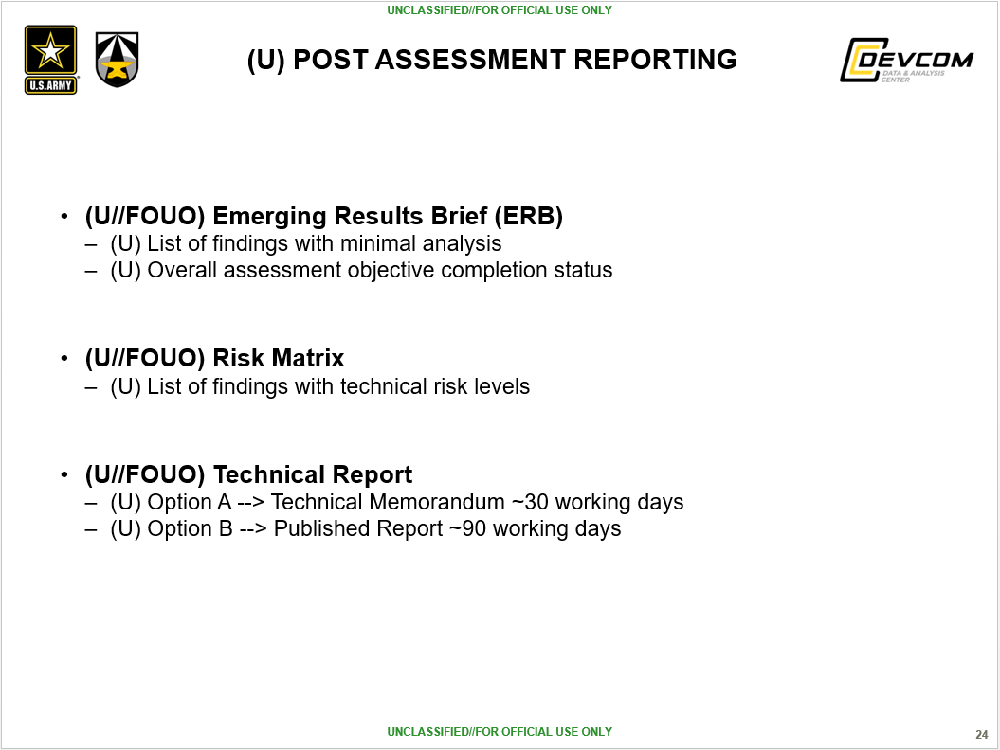 UNCLASSIFIED//FOR OFFICIAL USE ONLY
U.S.ARMY
(U) POST ASSESSMENT REPORTING
DEVCOM
DATA & ANALYSIS
CENTER
• (U//FOUO) Emerging Results Brief (ERB)
– (U) List of findings with minimal analysis
– (U) Overall assessment objective completion status
• (U//FOUO) Risk Matrix
– (U) List of findings with technical risk levels
• (U//FOUO) Technical Report
– (U) Option A --> Technical Memorandum ~30 working days
– (U) Option B --> Published Report ~90 working days
UNCLASSIFIED//FOR OFFICIAL USE ONLY
24